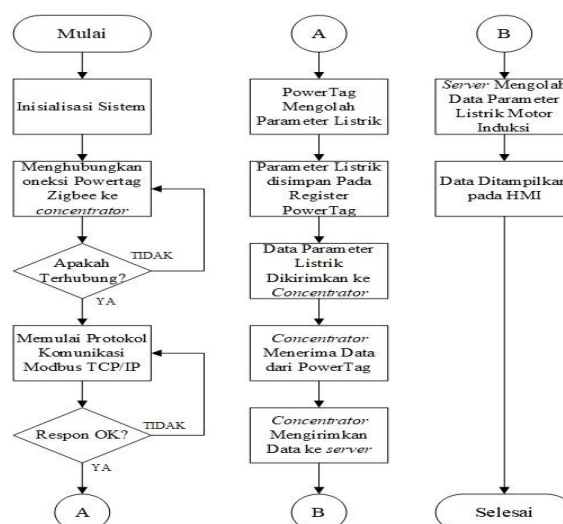 Mulai
Inisialisasi Sistem
Menghubungkan
oneksi Powertag
Zigbee ke
concentrator
TIDAK
Apakah
Terhubung?
YA
Memulai Protokol
Komunikasi
Modbus TCP/IP
TIDAK
Respon OK?
YA
A
A
PowerTag
Mengolah
Parameter Listrik
Parameter Listrik
disimpan Pada
Register
PowerTag
Data Parameter
Listrik
Dikirimkan ke
Concentrator
Concentrator
Menerima Data
dari PowerTag
Concentrator
Mengirimkan
Data ke server
B
B
Server Mengolah
Data Parameter
Listrik Motor
Induksi
Data Ditampilkan
pada HMI
Selesai